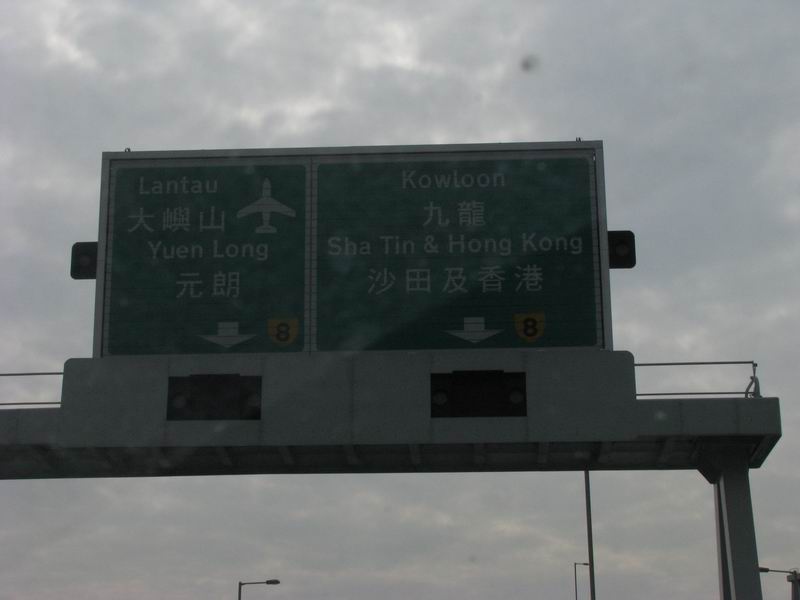 Lantau
大嶼山
Yuen Long
元朗
8
Kowloon
九龍
Sha Tin & Hong Kong
沙田及香港
8